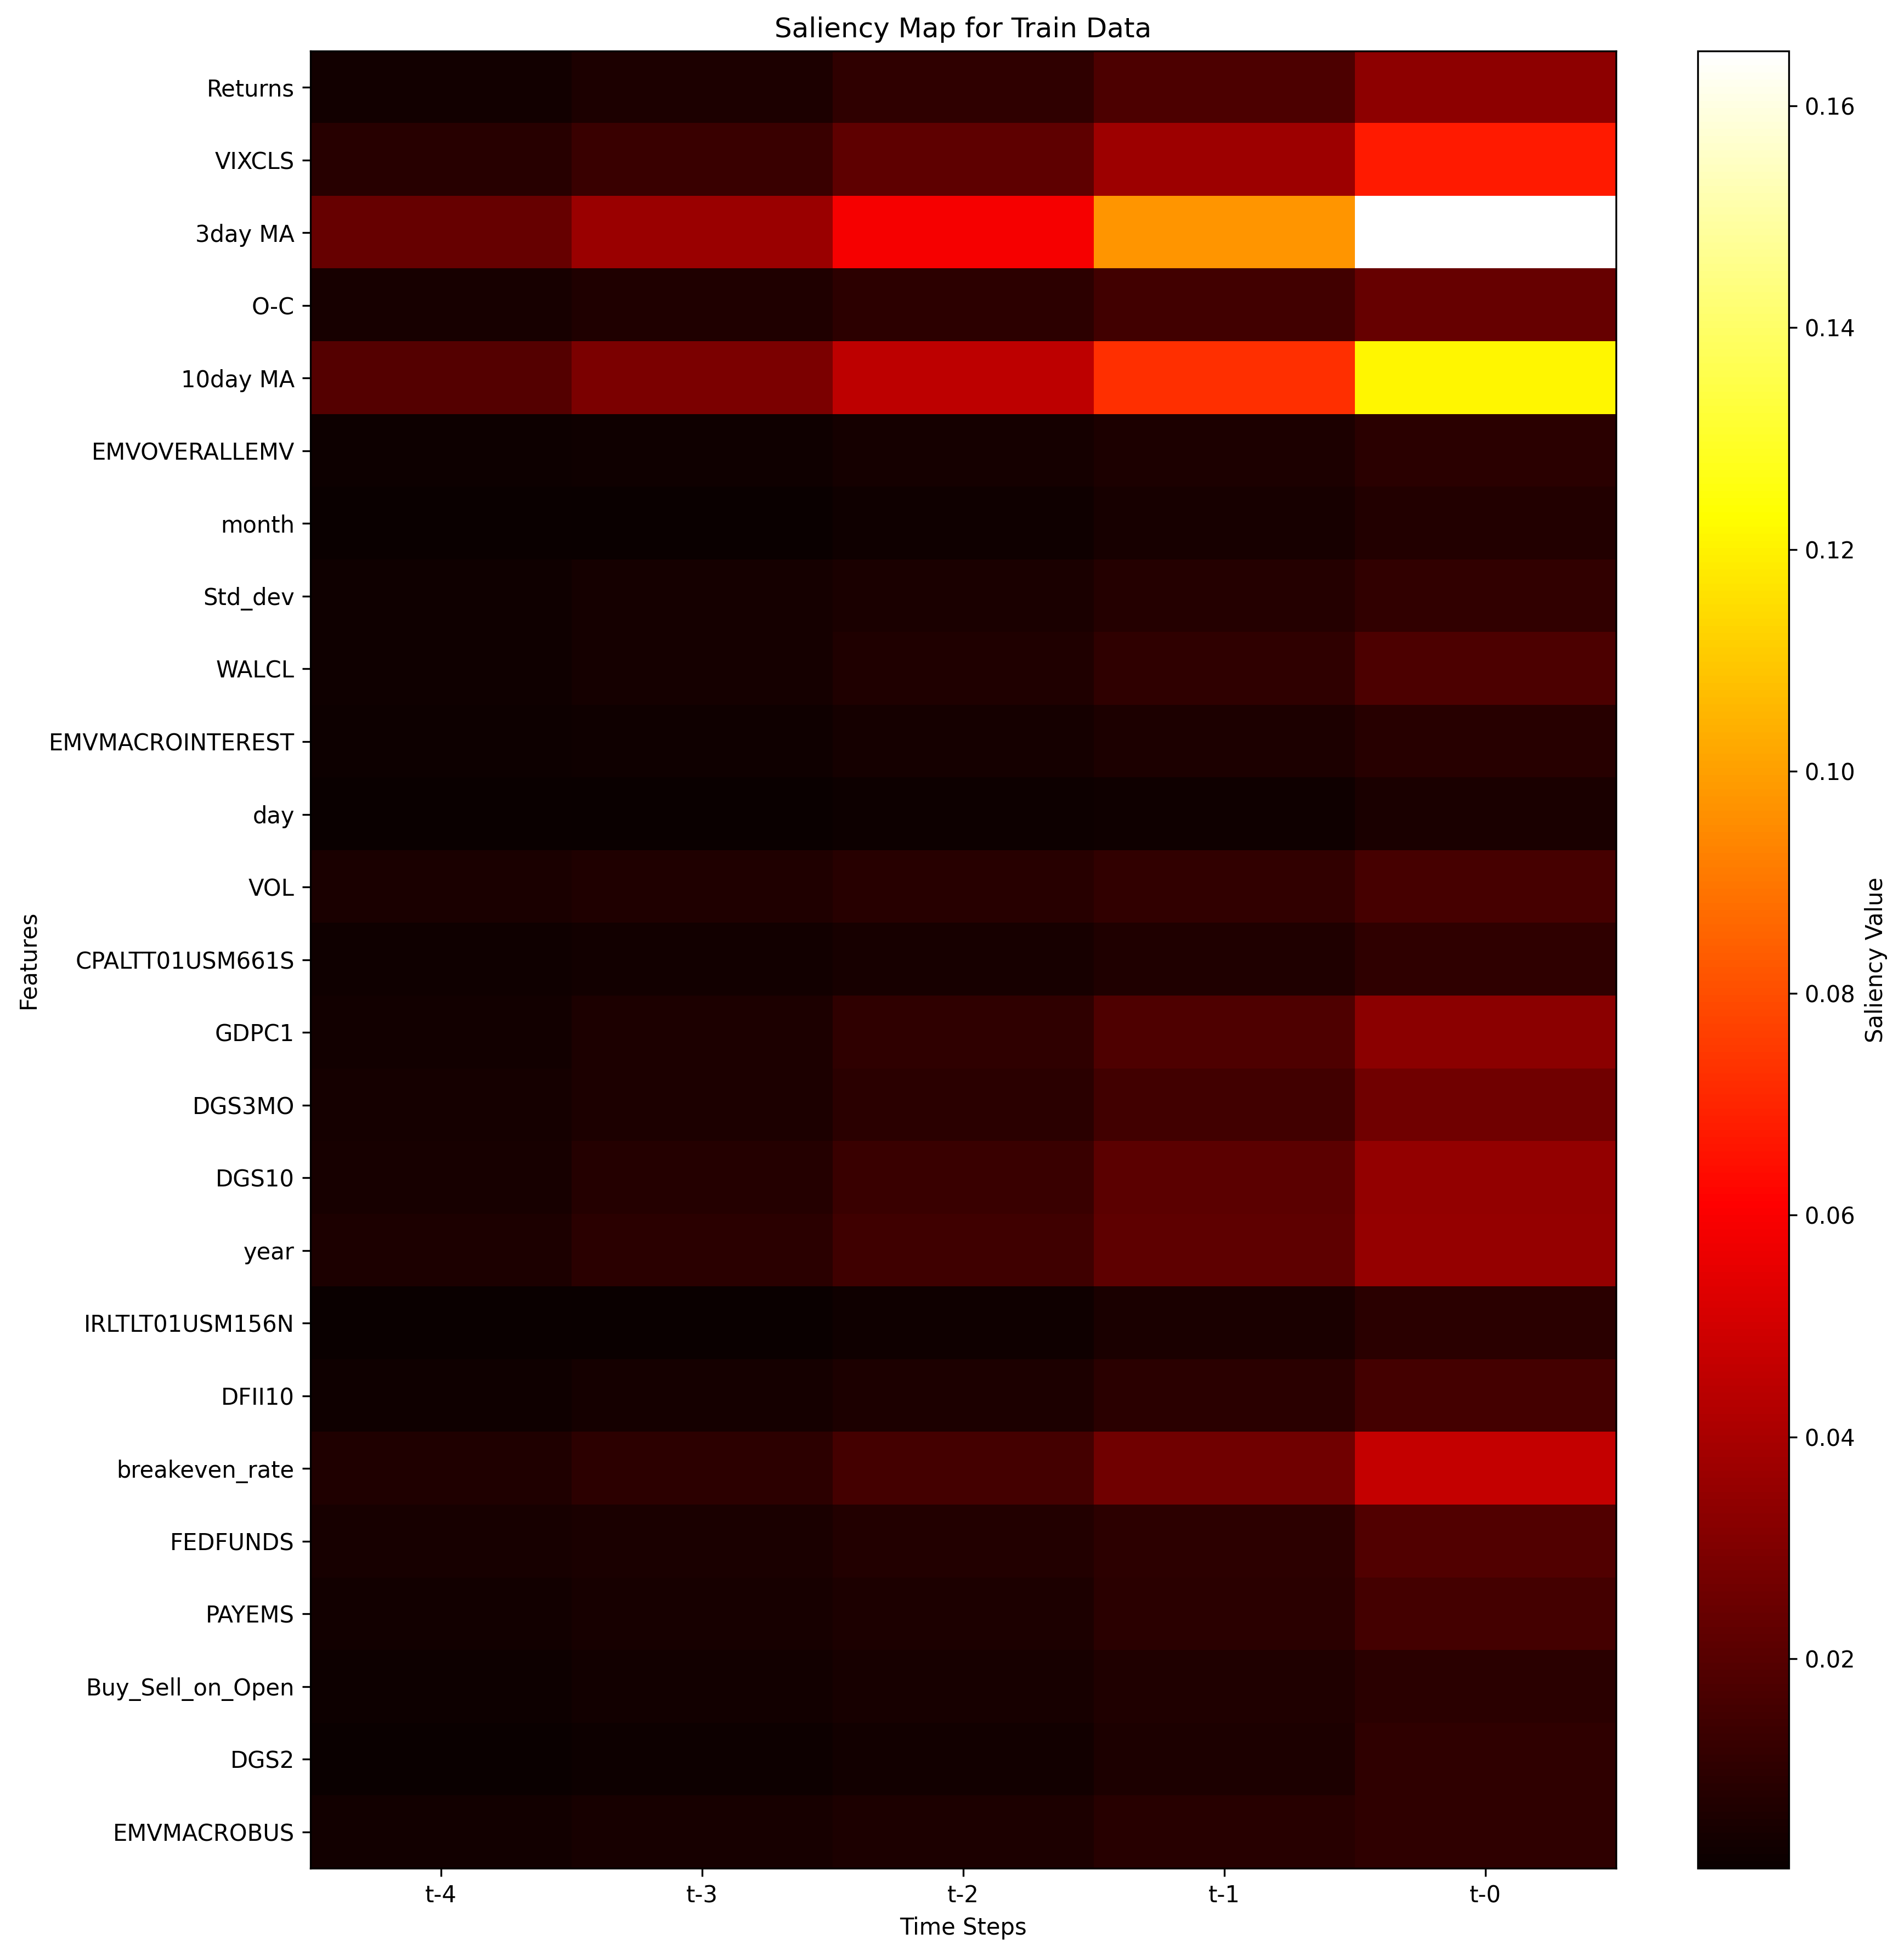 Saliency Map for Train Data
Returns
VIXCLS
3day MA
O-C
10day MA
EMVOVERALLEMV
month
Std_dev
WALCL
EMVMACROINTEREST
day
VOL
CPALTT01USM661S
GDPC1
DGS3MO
DGS10
year
IRLTLT01USM156N
DFII10
breakeven_rate
FEDFUNDS
PAYEMS
Buy_Sell_on_Open
DGS2
EMVMACROBUS
Features
t-4 t-3 t-2 t-1 t-0
Time Steps
0.16
0.14
0.12
0.10
0.08
0.06
0.04
0.02
Saliency Value